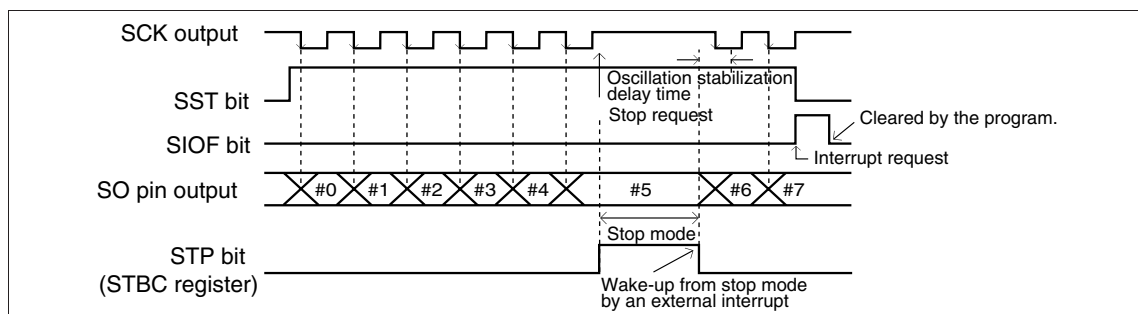 SCK output
Oscillation stabilization
delay time
SST bit
Stop request
Cleared by the program.
SIOF bit
Interrupt request
SO pin output
#0 #1 #2 #3 #4 #5 #6 #7
Stop mode
STP bit
(STBC register)
Wake-up from stop mode
by an external interrupt